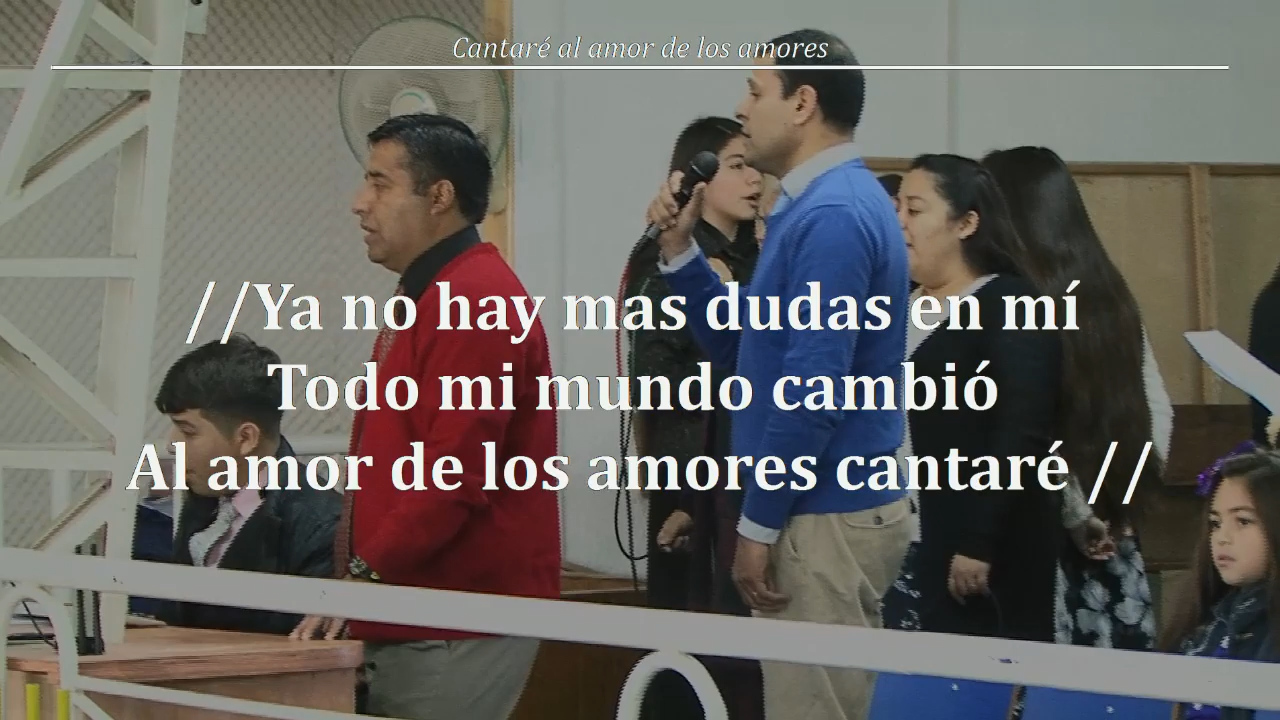 Cantaré al amor de los amores
//Ya no hay mas dudas en mí
Todo mi mundo cambió
Al amor de los amores cantaré //